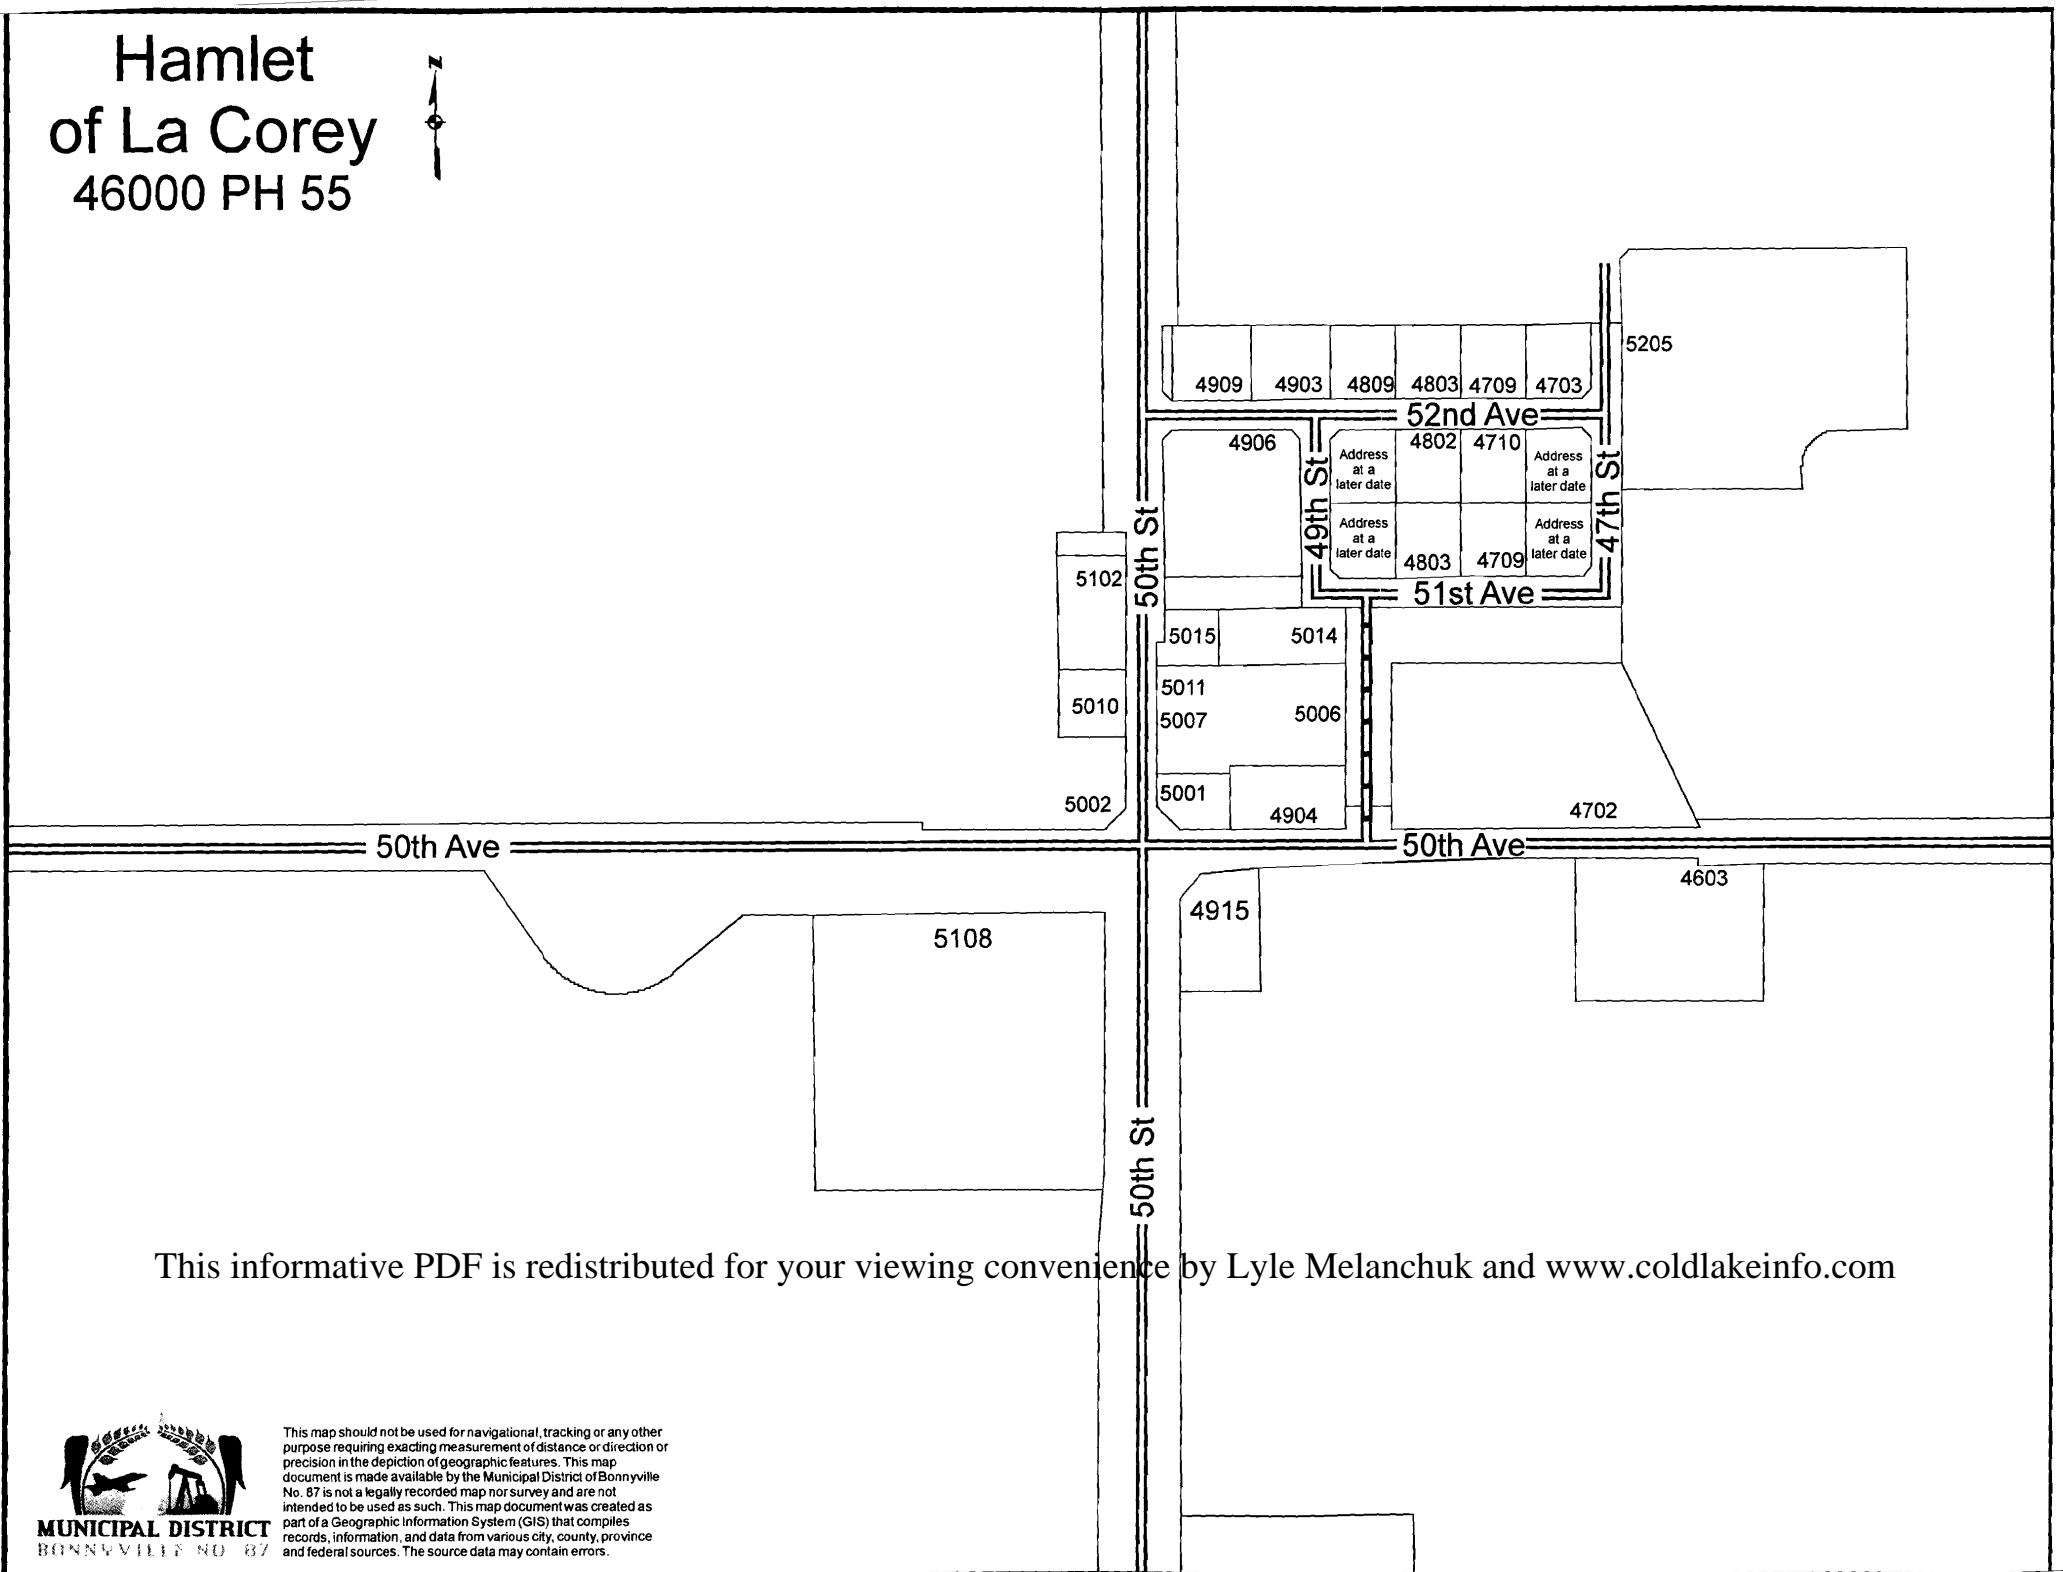 Hamlet
of La Corey
46000 PH 55
N
5205
4909 4903 4809 4803 4709 4703
52nd Ave
4906
4802 4710
Address
at a
later date
Address
at a
later date
49th St
47th St
50th St
Address
at a
later date
4803 4709
Address
at a
later date
51st Ave
5102
5015 5014
5011
5010
5007 5006
5002
5001
4904
4702
50th Ave
50th Ave
4603
4915
5108
50th St
This informative PDF is redistributed for your viewing convenience by Lyle Melanchuk and www.coldlakeinfo.com
MUNICIPAL DISTRICT
BONNYVILLE NO 87
This map should not be used for navigational, tracking or any other
purpose requiring exacting measurement of distance or direction or
precision in the depiction of geographic features. This map
document is made available by the Municipal District of Bonnyville
No. 87 is not a legally recorded map nor survey and are not
intended to be used as such. This map document was created as
part of a Geographic Information System (GIS) that compiles
records, information, and data from various city, county, province
and federal sources. The source data may contain errors.